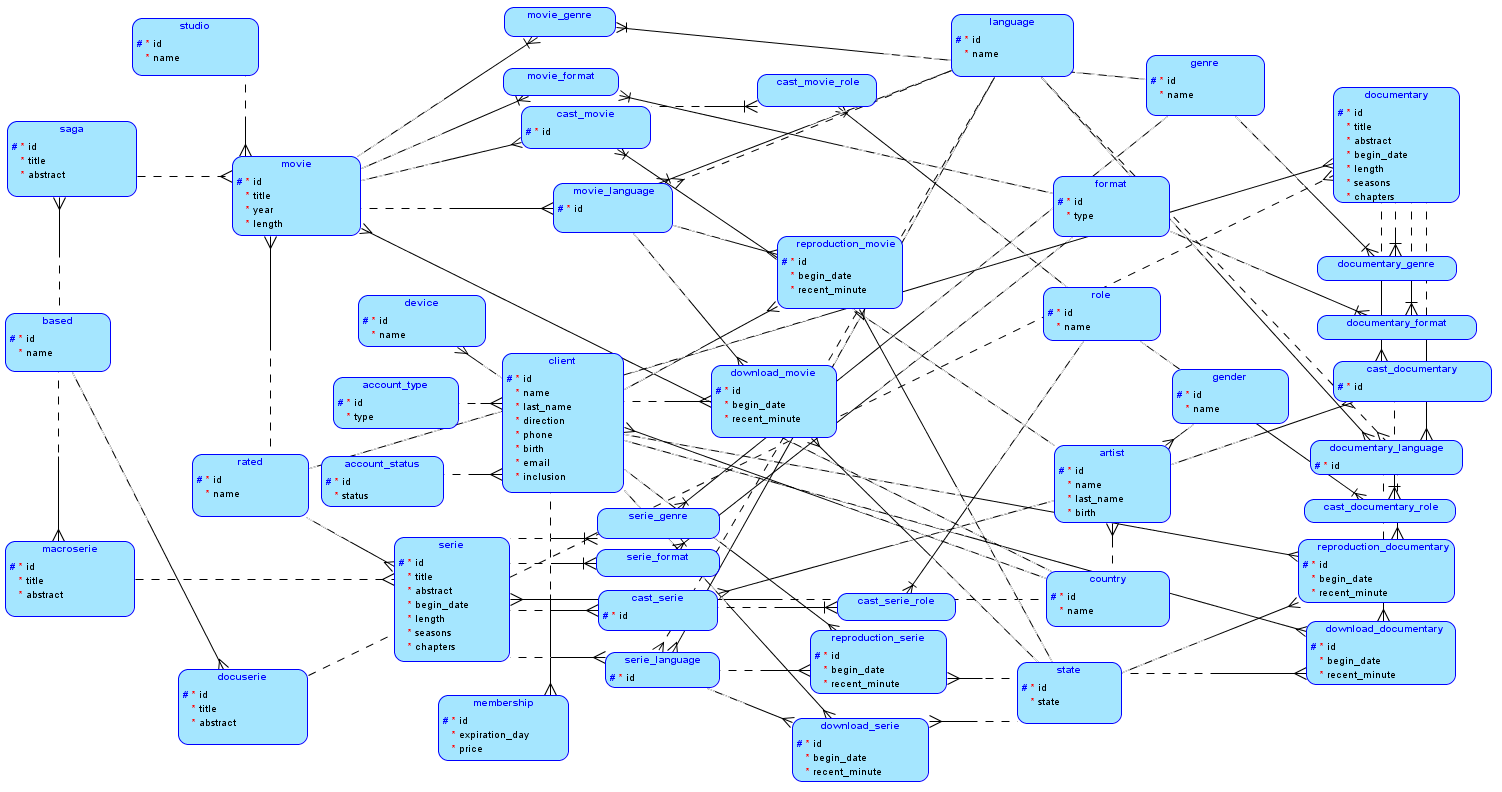 studio
# * id
* name
saga
# * id
* title
* abstract
movie
# * id
* title
* year
* length
movie_genre
movie_format
cast_movie
# * id
cast_movie_role
movie_language
# * id
language
# * id
* name
genre
# * id
* name
documentary
# * id
* title
* abstract
* begin_date
* length
* seasons
* chapters
format
# * id
* type
reproduction_movie
# * id
* begin_date
* recent_minute
documentary_genre
documentary_format
role
# * id
* name
based
# * id
* name
device
# * id
* name
client
# * id
* name
* last_name
* direction
* phone
* birth
* email
* inclusion
account_type
# * id
* type
account_status
# * id
* status
download_movie
# * id
* begin_date
* recent_minute
gender
# * id
* name
cast_documentary
# * id
artist
# * id
* name
* last_name
* birth
documentary_language
# * id
cast_documentary_role
rated
# * id
* name
macroserie
# * id
* title
* abstract
serie
# * id
* title
* abstract
* begin_date
* length
* seasons
* chapters
serie_genre
serie_format
cast_serie
# * id
cast_serie_role
serie_language
# * id
country
# * id
* name
reproduction_documentary
# * id
* begin_date
* recent_minute
download_documentary
# * id
* begin_date
* recent_minute
reproduction_serie
# * id
* begin_date
* recent_minute
state
# * id
* state
docuserie
# * id
* title
* abstract
membership
# * id
* expiration_day
* price
download_serie
# * id
* begin_date
* recent_minute